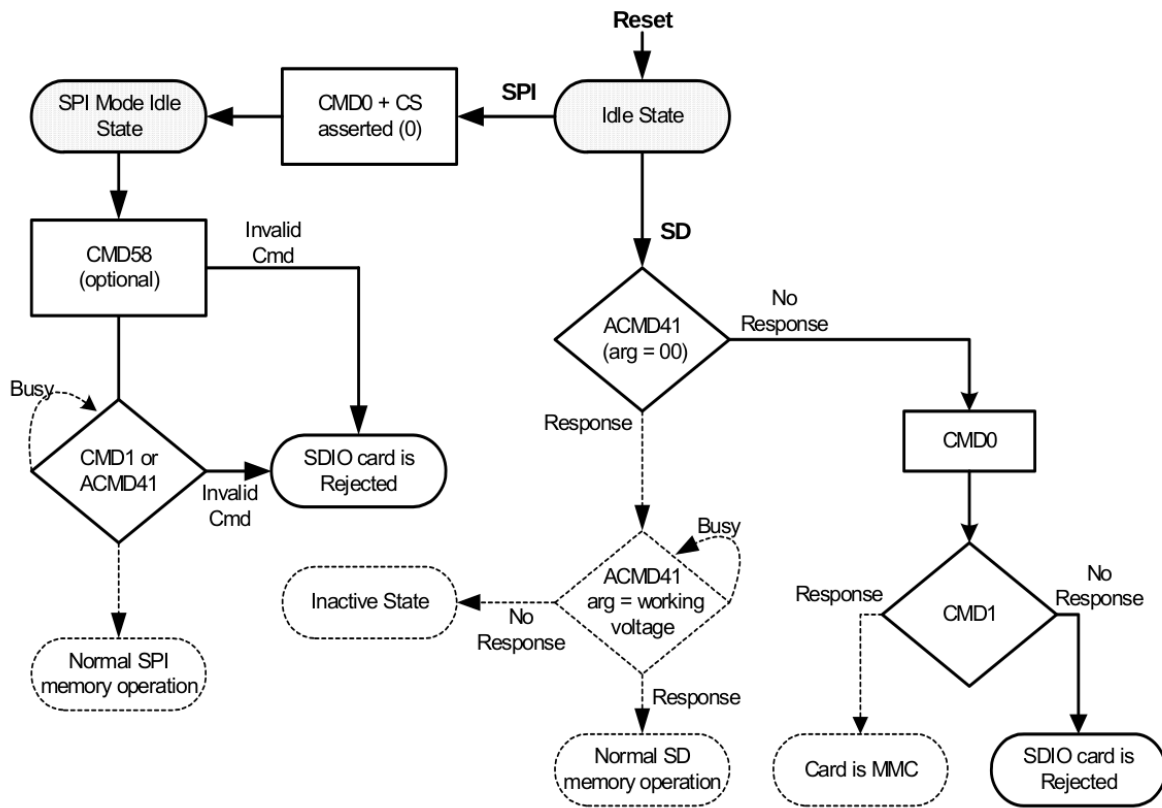 Reset
SPI Mode Idle
State
CMD0 + CS
asserted (0)
SPI
Idle State
CMD58
(optional)
Invalid
Cmd
SD
ACMD41
(arg = 00)
No
Response
Busy
Response
CMD0
CMD1 or
ACMD41
Invalid
Cmd
SDIO card is
Rejected
Busy
Inactive State
No
Response
ACMD41
arg = working
voltage
Response
CMD1
No
Response
Normal SPI
memory operation
Response
Normal SD
memory operation
Card is MMC
SDIO card is
Rejected